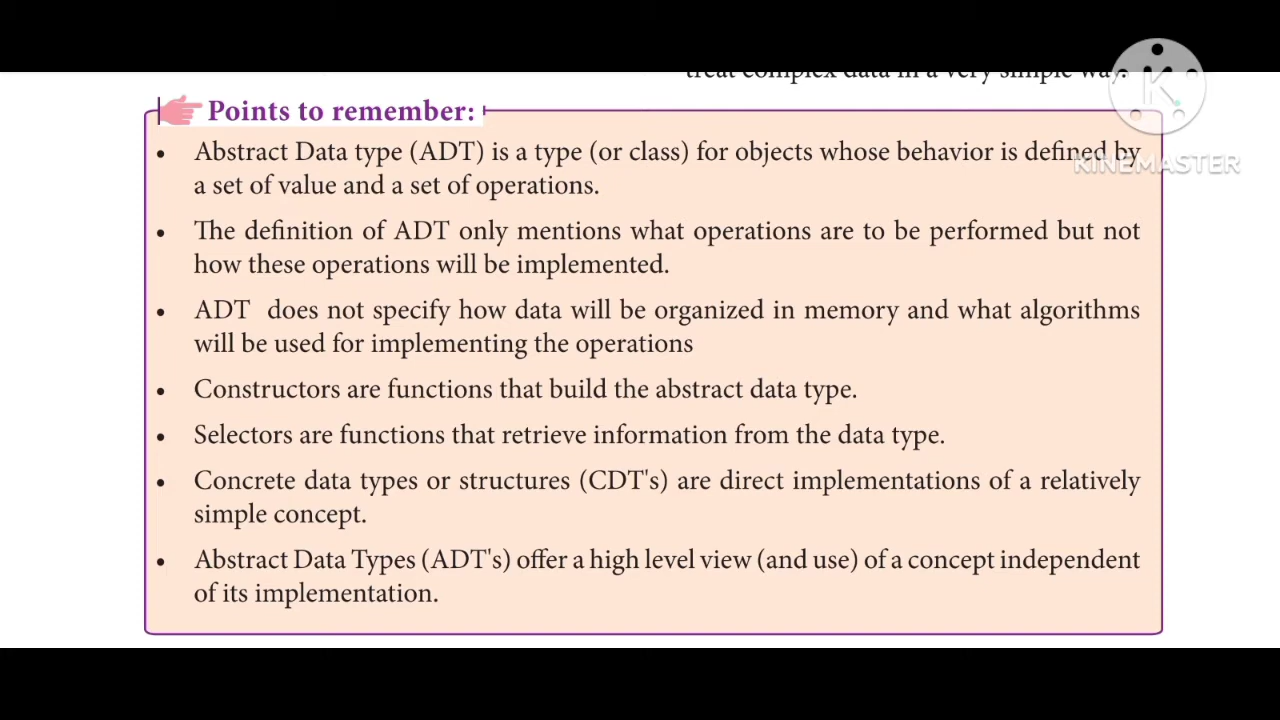 treat complex data in a very simple way.
Points to remember:
• Abstract Data type (ADT) is a type (or class) for objects whose behavior is defined by
a set of value and a set of operations.
• The definition of ADT only mentions what operations are to be performed but not
how these operations will be implemented.
• ADT does not specify how data will be organized in memory and what algorithms
will be used for implementing the operations
• Constructors are functions that build the abstract data type.
• Selectors are functions that retrieve information from the data type.
• Concrete data types or structures (CDT's) are direct implementations of a relatively
simple concept.
• Abstract Data Types (ADT's) offer a high level view (and use) of a concept independent
of its implementation.
K
KINEMASTER